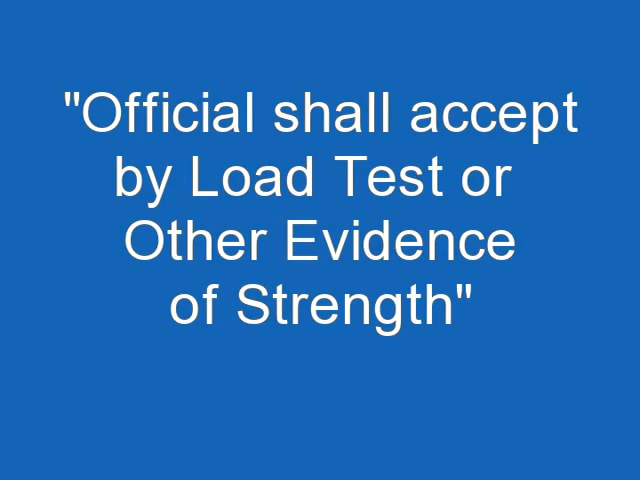 "Official shall accept
by Load Test or
Other Evidence
of Strength"